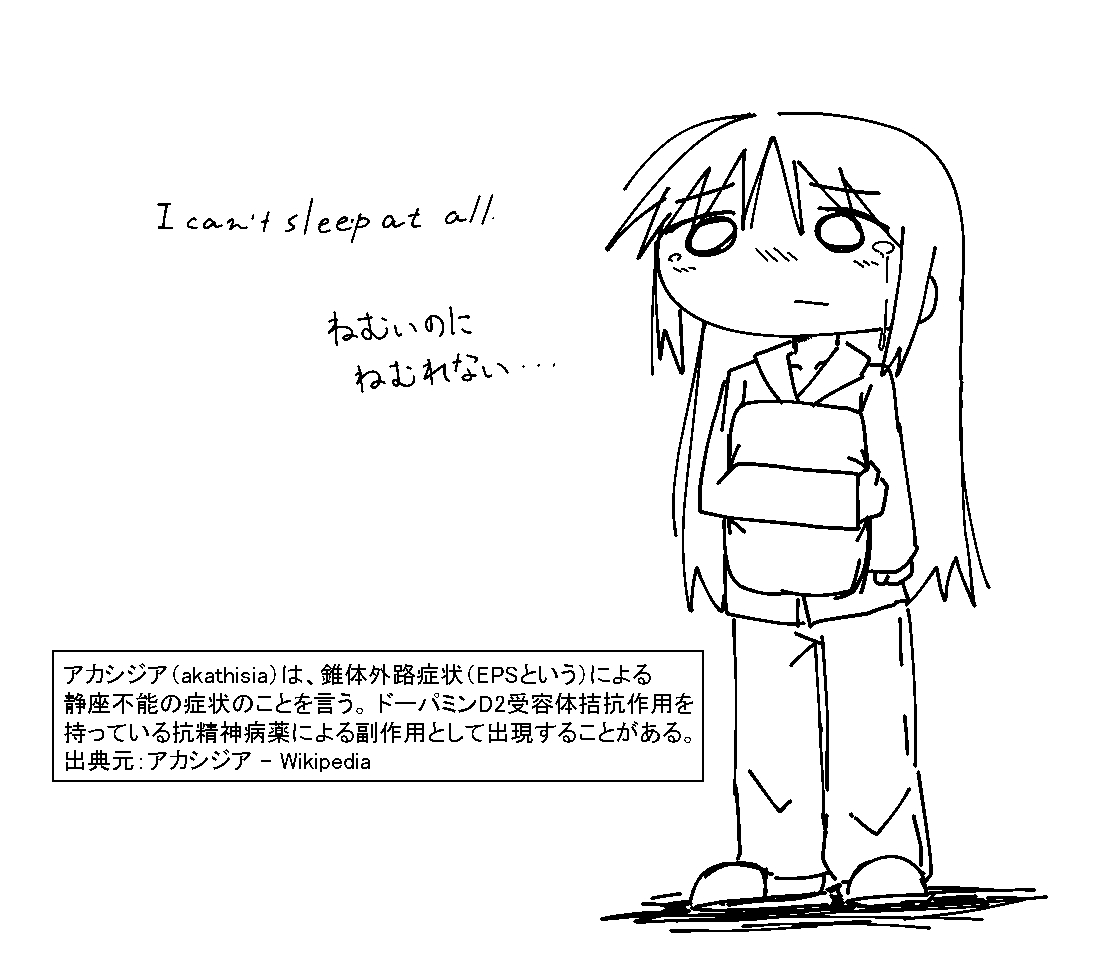 I can't sleep at all.
ねむいのに
ねむれない・・・
アカシジア(akathisia)は、錐体外路症状(EPSという)による
静座不能の症状のことを言う。ドーパミンD2受容体拮抗作用を
持っている抗精神病薬による副作用として出現することがある。
出典元:アカシジア - Wikipedia